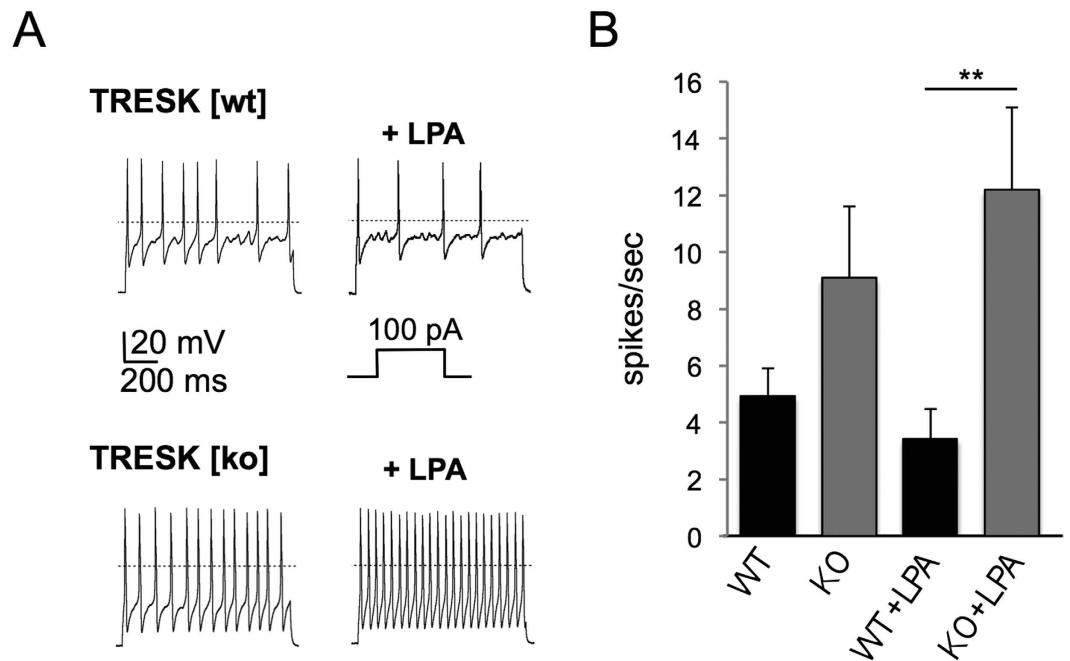 A
TRESK [wt]
+ LPA
20 mV
200 ms
100 pA
TRESK [ko]
+ LPA
B
**
spikes/sec
16
14
12
10
8
6
4
2
0
WT
KO
WT+LPA
KO+LPA